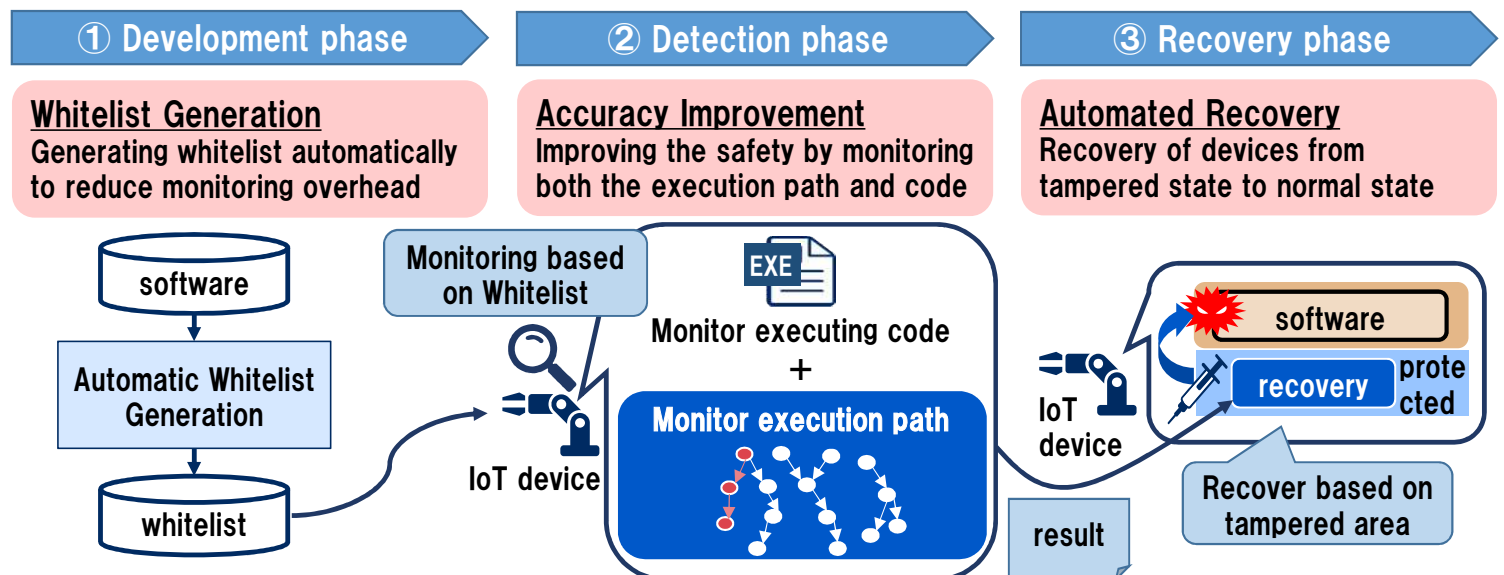 ① Development phase
② Detection phase
③ Recovery phase
Whitelist Generation
Generating whitelist automatically
to reduce monitoring overhead
Accuracy Improvement
Improving the safety by monitoring
both the execution path and code
Automated Recovery
Recovery of devices from
tampered state to normal state
software
Automatic Whitelist
Generation
whitelist
Monitoring based
on Whitelist
IoT device
EXE
Monitor executing code
+
Monitor execution path
result
IoT
device
software
recovery
prote
cted
Recover based on
tampered area